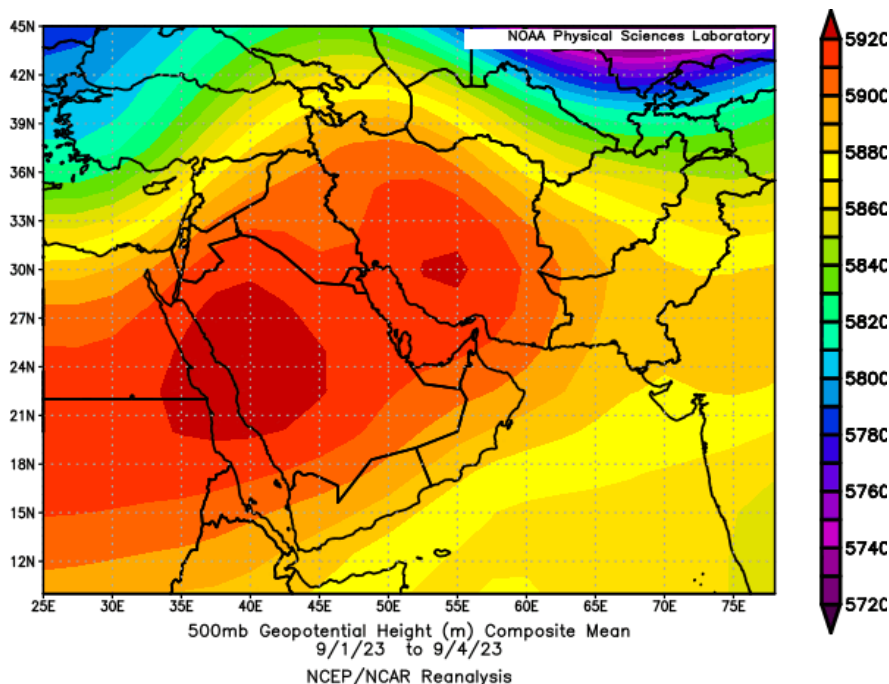 NOAA Physical Sciences Laboratory
45N
42N
39N
36N
33N
30N
27N
24N
21N
18N
15N
12N
25E 30E 35E 40E 45E 50E 55E 60E 65E 70E 75E
5920
5900
5880
5860
5840
5820
5800
5780
5760
5740
5720
500mb Geopotential Height (m) Composite Mean
9/1/23 to 9/4/23
NCEP/NCAR Reanalysis